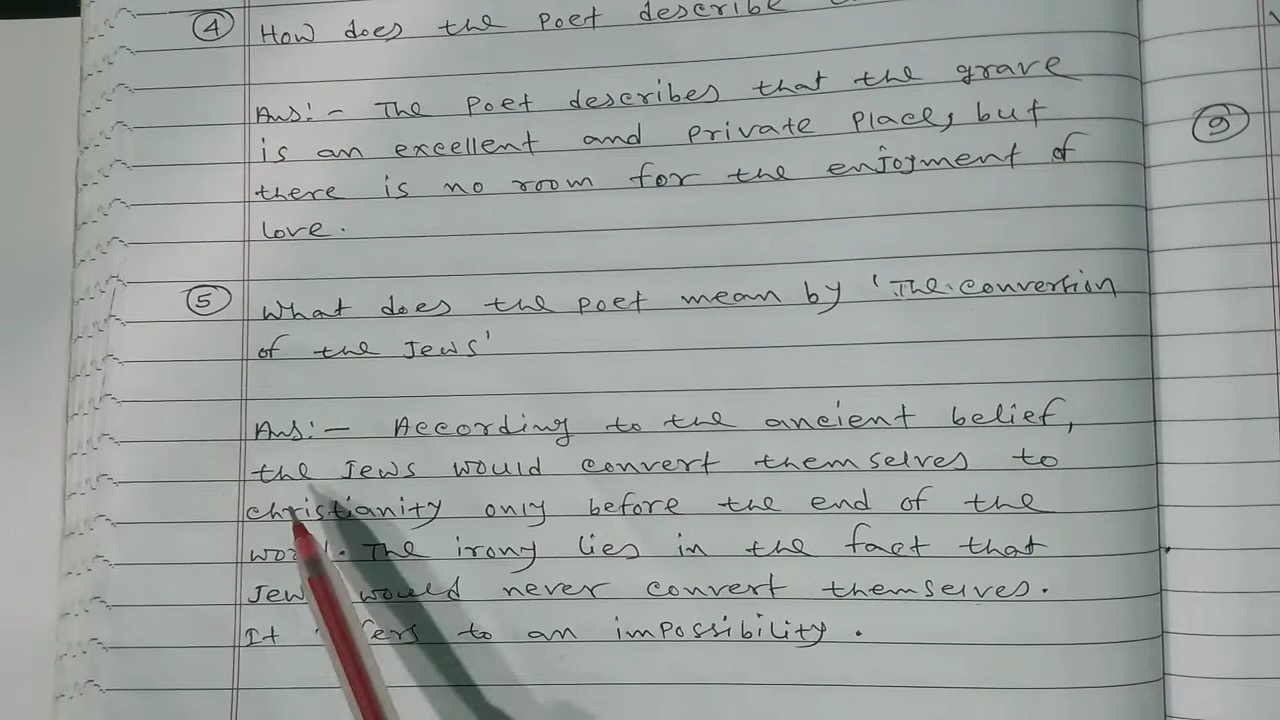 ④ How does the poet describe
Ans:- The poet describes that the grave
is an excellent and private place, but
there is no room for the enjoyment of
love.
⑤ What does the poet mean by 'The convertion
of the Jews'
Ans:- According to the ancient belief,
the Jews would convert themselves to
christianity only before the end of the
The irony lies in the fact that
would never convert themselves.
It to an impossibility.
⑨